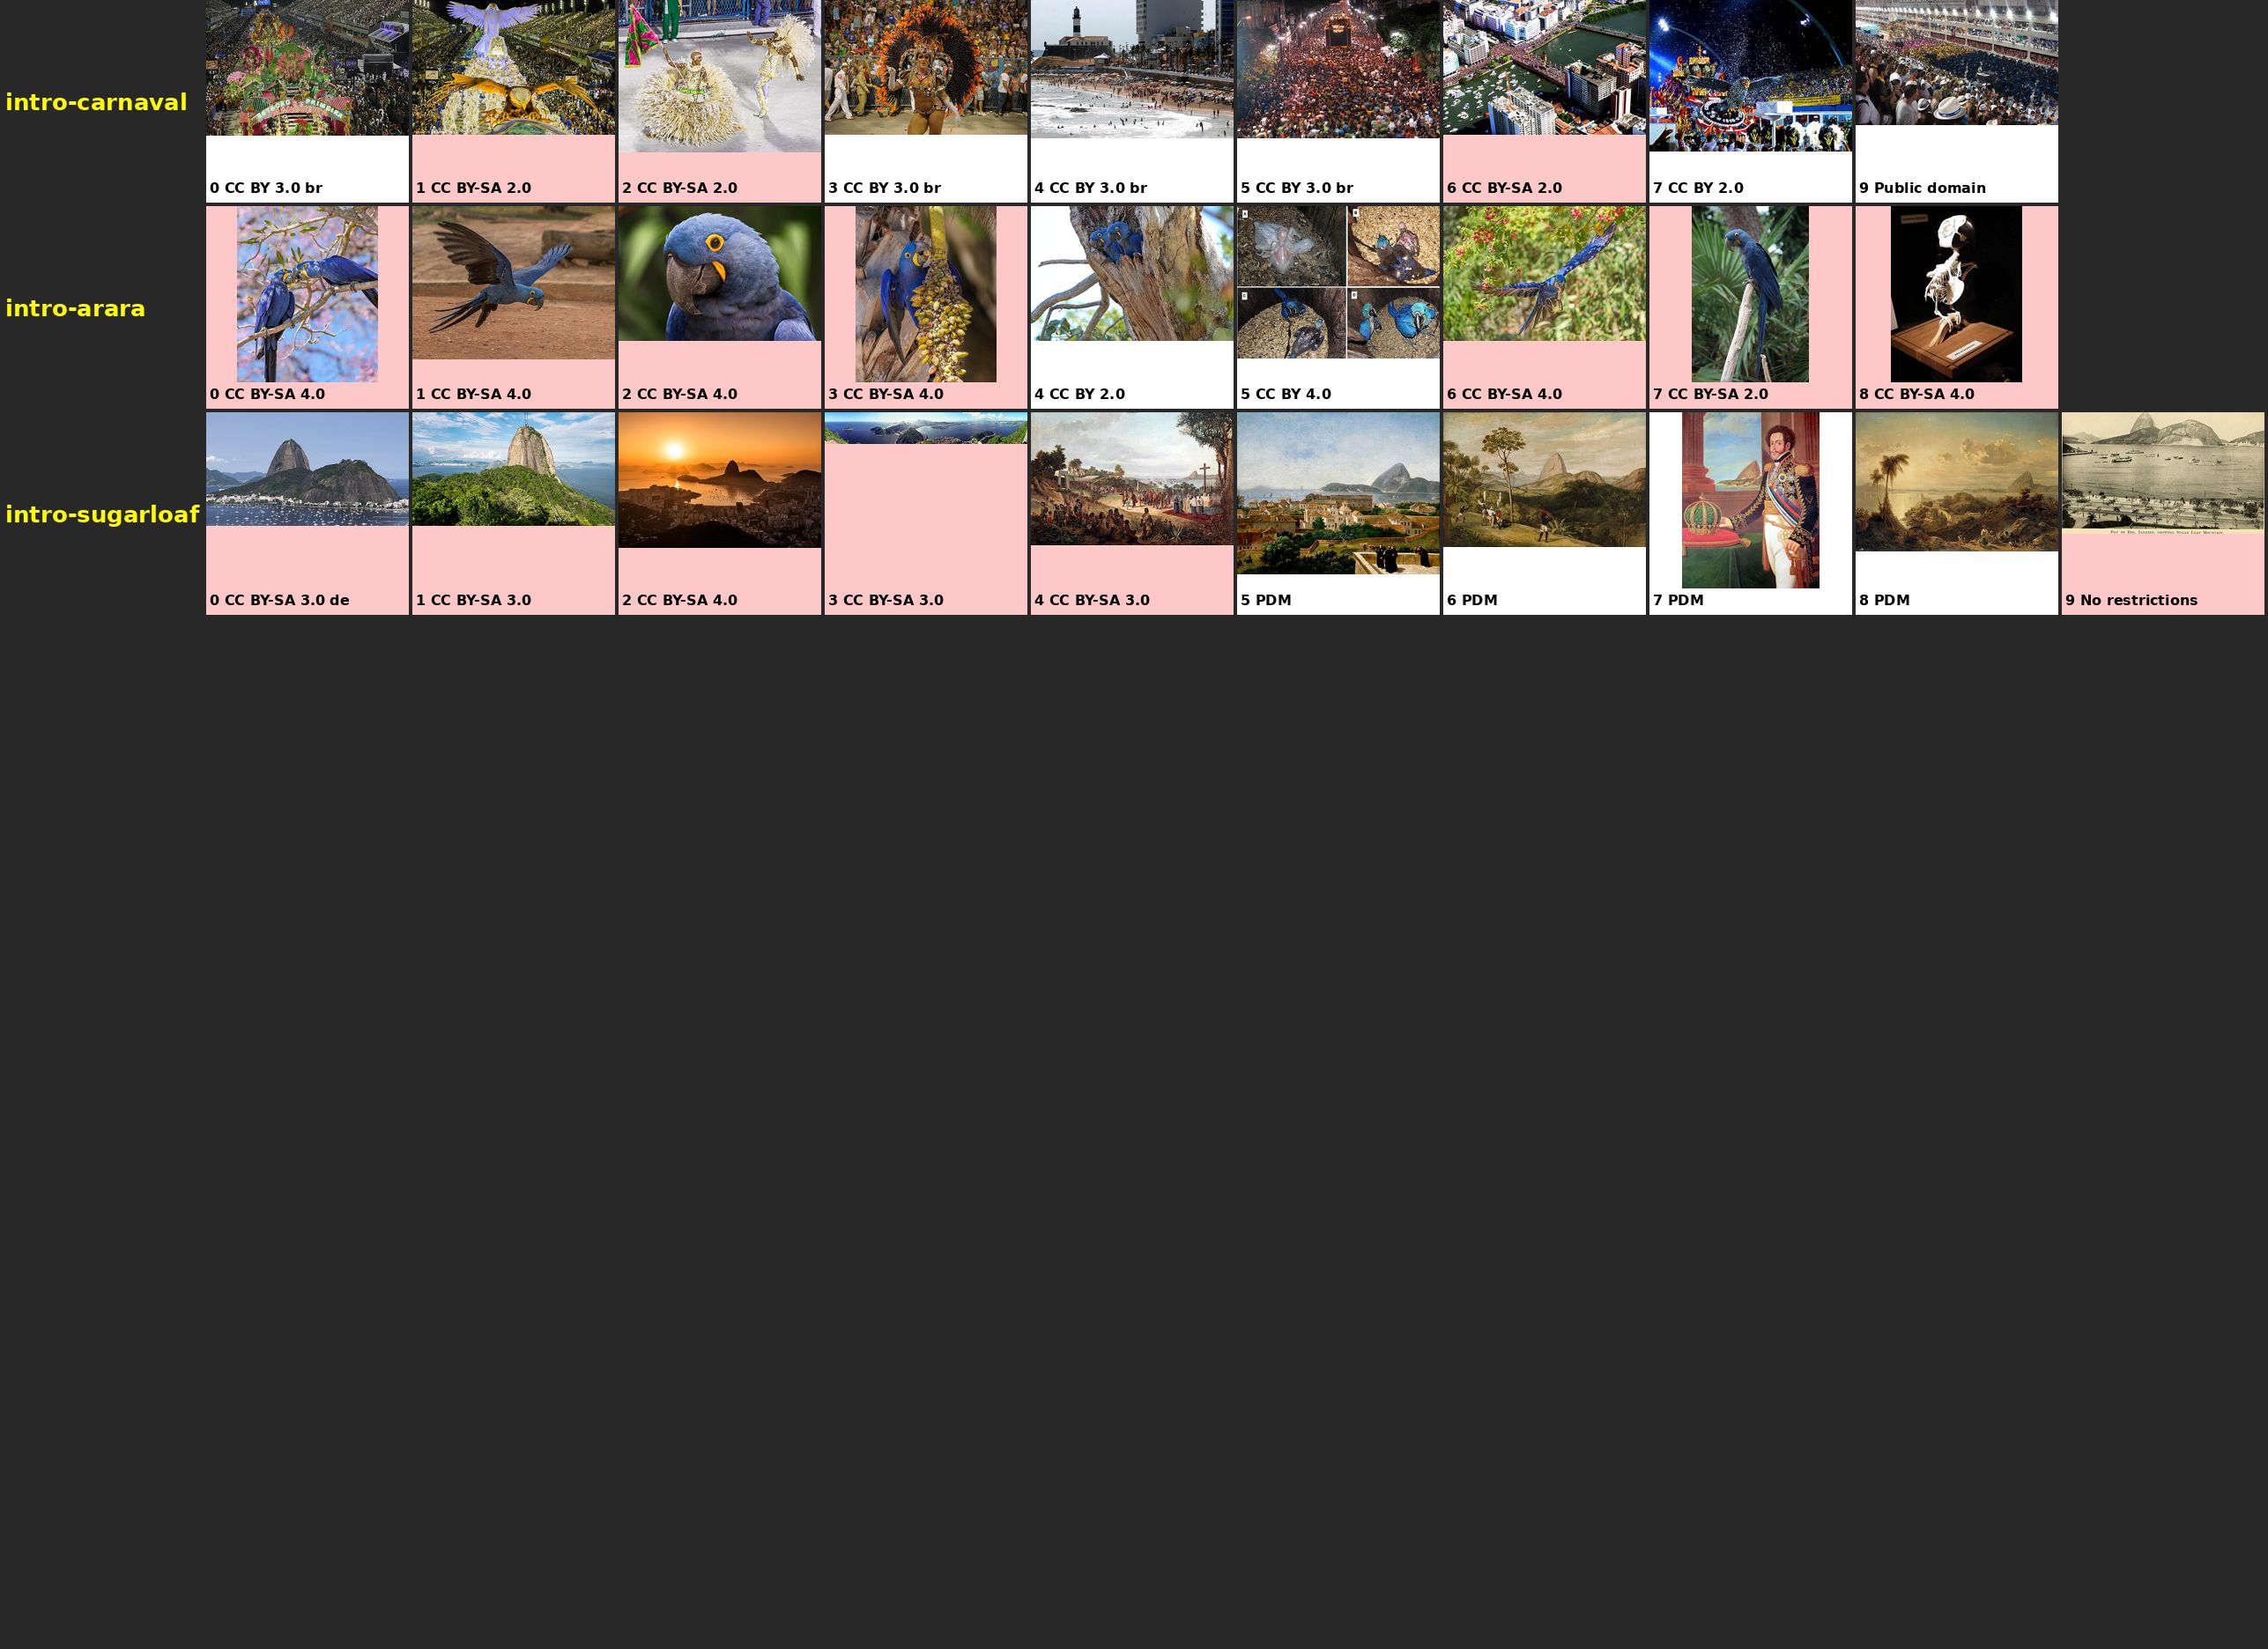 intro-carnaval
0 CC BY 3.0 br
1 CC BY-SA 2.0
2 CC BY-SA 2.0
3 CC BY 3.0 br
4 CC BY 3.0 br
5 CC BY 3.0 br
6 CC BY-SA 2.0
7 CC BY 2.0
9 Public domain
intro-arara
0 CC BY-SA 4.0
1 CC BY-SA 4.0
2 CC BY-SA 4.0
3 CC BY-SA 4.0
4 CC BY 2.0
5 CC BY 4.0
6 CC BY-SA 4.0
7 CC BY-SA 2.0
8 CC BY-SA 4.0
intro-sugarloaf
0 CC BY-SA 3.0 de
1 CC BY-SA 3.0
2 CC BY-SA 4.0
3 CC BY-SA 3.0
4 CC BY-SA 3.0
5 PDM
6 PDM
7 PDM
8 PDM
9 No restrictions